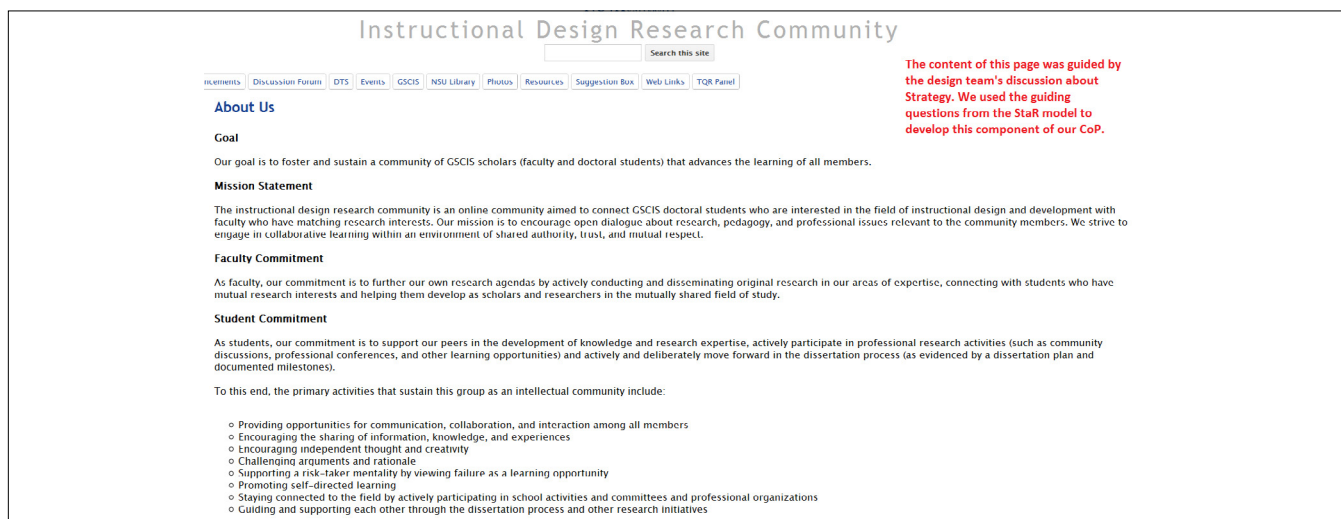 Instructional Design Research Community
Search this site
The content of this page was guided by
the design team's discussion about
Strategy. We used the guiding
questions from the StaR model to
develop this component of our CoP.
ncements Discussion Forum DTS Events GSCIS NSU Library Photos Resources Suggestion Box Web Links TQR Panel
About Us
Goal
Our goal is to foster and sustain a community of GSCIS scholars (faculty and doctoral students) that advances the learning of all members.
Mission Statement
The instructional design research community is an online community aimed to connect GSCIS doctoral students who are interested in the field of instructional design and development with
faculty who have matching research interests. Our mission is to encourage open dialogue about research, pedagogy, and professional issues relevant to the community members. We strive to
engage in collaborative learning within an environment of shared authority, trust, and mutual respect.
Faculty Commitment
As faculty, our commitment is to further our own research agendas by actively conducting and disseminating original research in our areas of expertise, connecting with students who have
mutual research interests and helping them develop as scholars and researchers in the mutually shared field of study.
Student Commitment
As students, our commitment is to support our peers in the development of knowledge and research expertise, actively participate in professional research activities (such as community
discussions, professional conferences, and other learning opportunities) and actively and deliberately move forward in the dissertation process (as evidenced by a dissertation plan and
documented milestones).
To this end, the primary activities that sustain this group as an intellectual community include:
Providing opportunities for communication, collaboration, and interaction among all members
Encouraging the sharing of information, knowledge, and experiences
Encouraging independent thought and creativity
Challenging arguments and rationale
Supporting a risk-taker mentality by viewing failure as a learning opportunity
Promoting self-directed learning
Staying connected to the field by actively participating in school activities and committees and professional organizations
Guiding and supporting each other through the dissertation process and other research initiatives